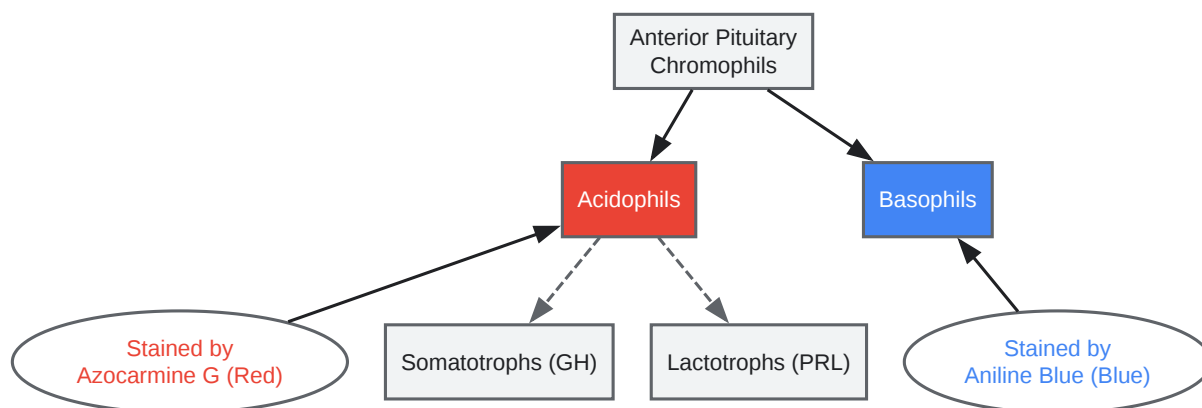 Anterior Pituitary
Chromophils
Acidophils
Basophils
Stained by
Azocarmine G (Red)
Somatotrophs (GH)
Lactotrophs (PRL)
Stained by
Aniline Blue (Blue)